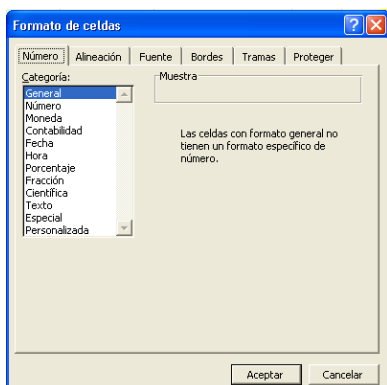 Formato de celdas
Número
Alineación
Fuente
Bordes
Tramas
Proteger
Categoría:
General
Número
Moneda
Contabilidad
Fecha
Hora
Porcentaje
Fracción
Científica
Texto
Especial
Personalizada
Muestra
Las celdas con formato general no
tienen un formato específico de
número.
Aceptar
Cancelar